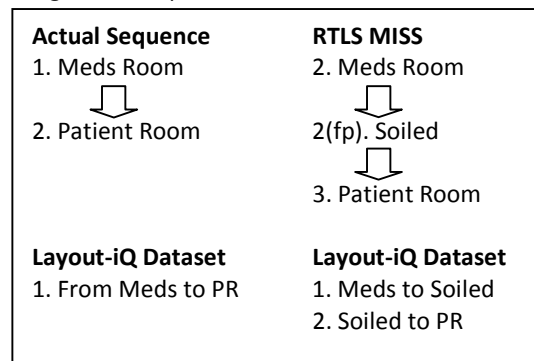 Actual Sequence
1. Meds Room
2. Patient Room
RTLS MISS
2. Meds Room
2(fp). Soiled
3. Patient Room
Layout-iQ Dataset
1. From Meds to PR
Layout-iQ Dataset
1. Meds to Soiled
2. Soiled to PR